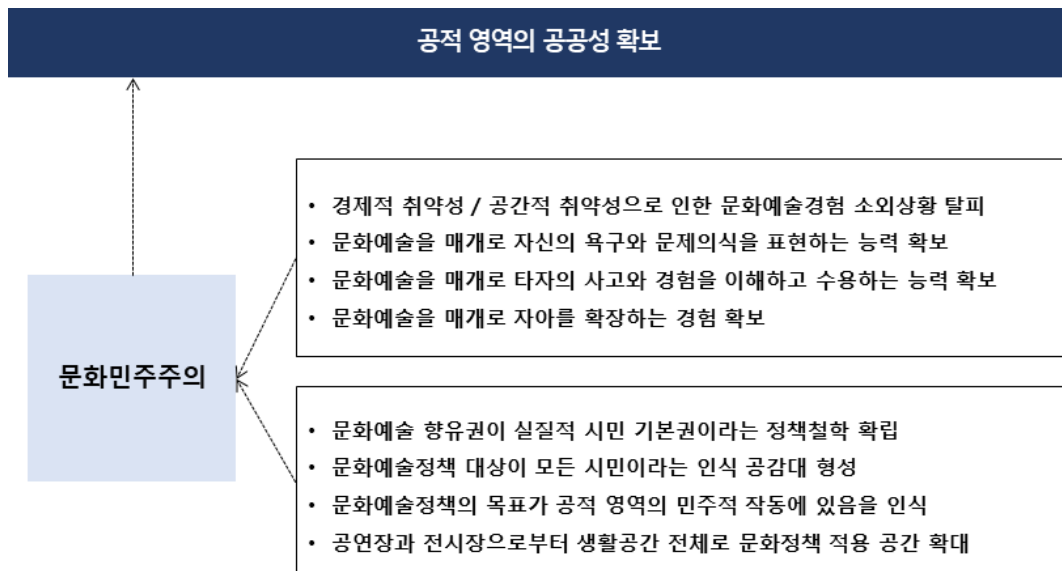 공적 영역의 공공성 확보
• 경제적 취약성 / 공간적 취약성으로 인한 문화예술경험 소외상황 탈피
• 문화예술을 매개로 자신의 욕구와 문제의식을 표현하는 능력 확보
• 문화예술을 매개로 타자의 사고와 경험을 이해하고 수용하는 능력 확보
• 문화예술을 매개로 자아를 확장하는 경험 확보
문화민주주의
• 문화예술 향유권이 실질적 시민 기본권이라는 정책철학 확립
• 문화예술정책 대상이 모든 시민이라는 인식 공감대 형성
• 문화예술정책의 목표가 공적 영역의 민주적 작동에 있음을 인식
• 공연장과 전시장으로부터 생활공간 전체로 문화정책 적용 공간 확대